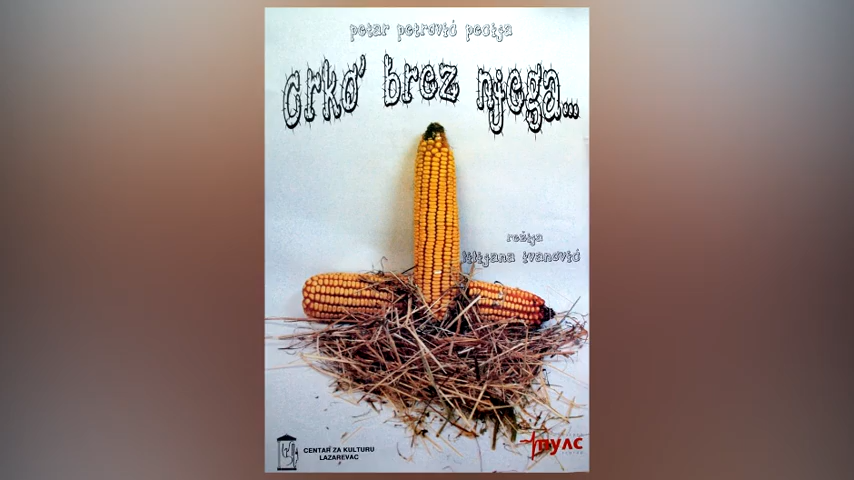 petar petrović pecija
crko' brez njega...
režija
ljiljana ivanović
CENTAR ZA KULTURU
LAZAREVAC
пулс